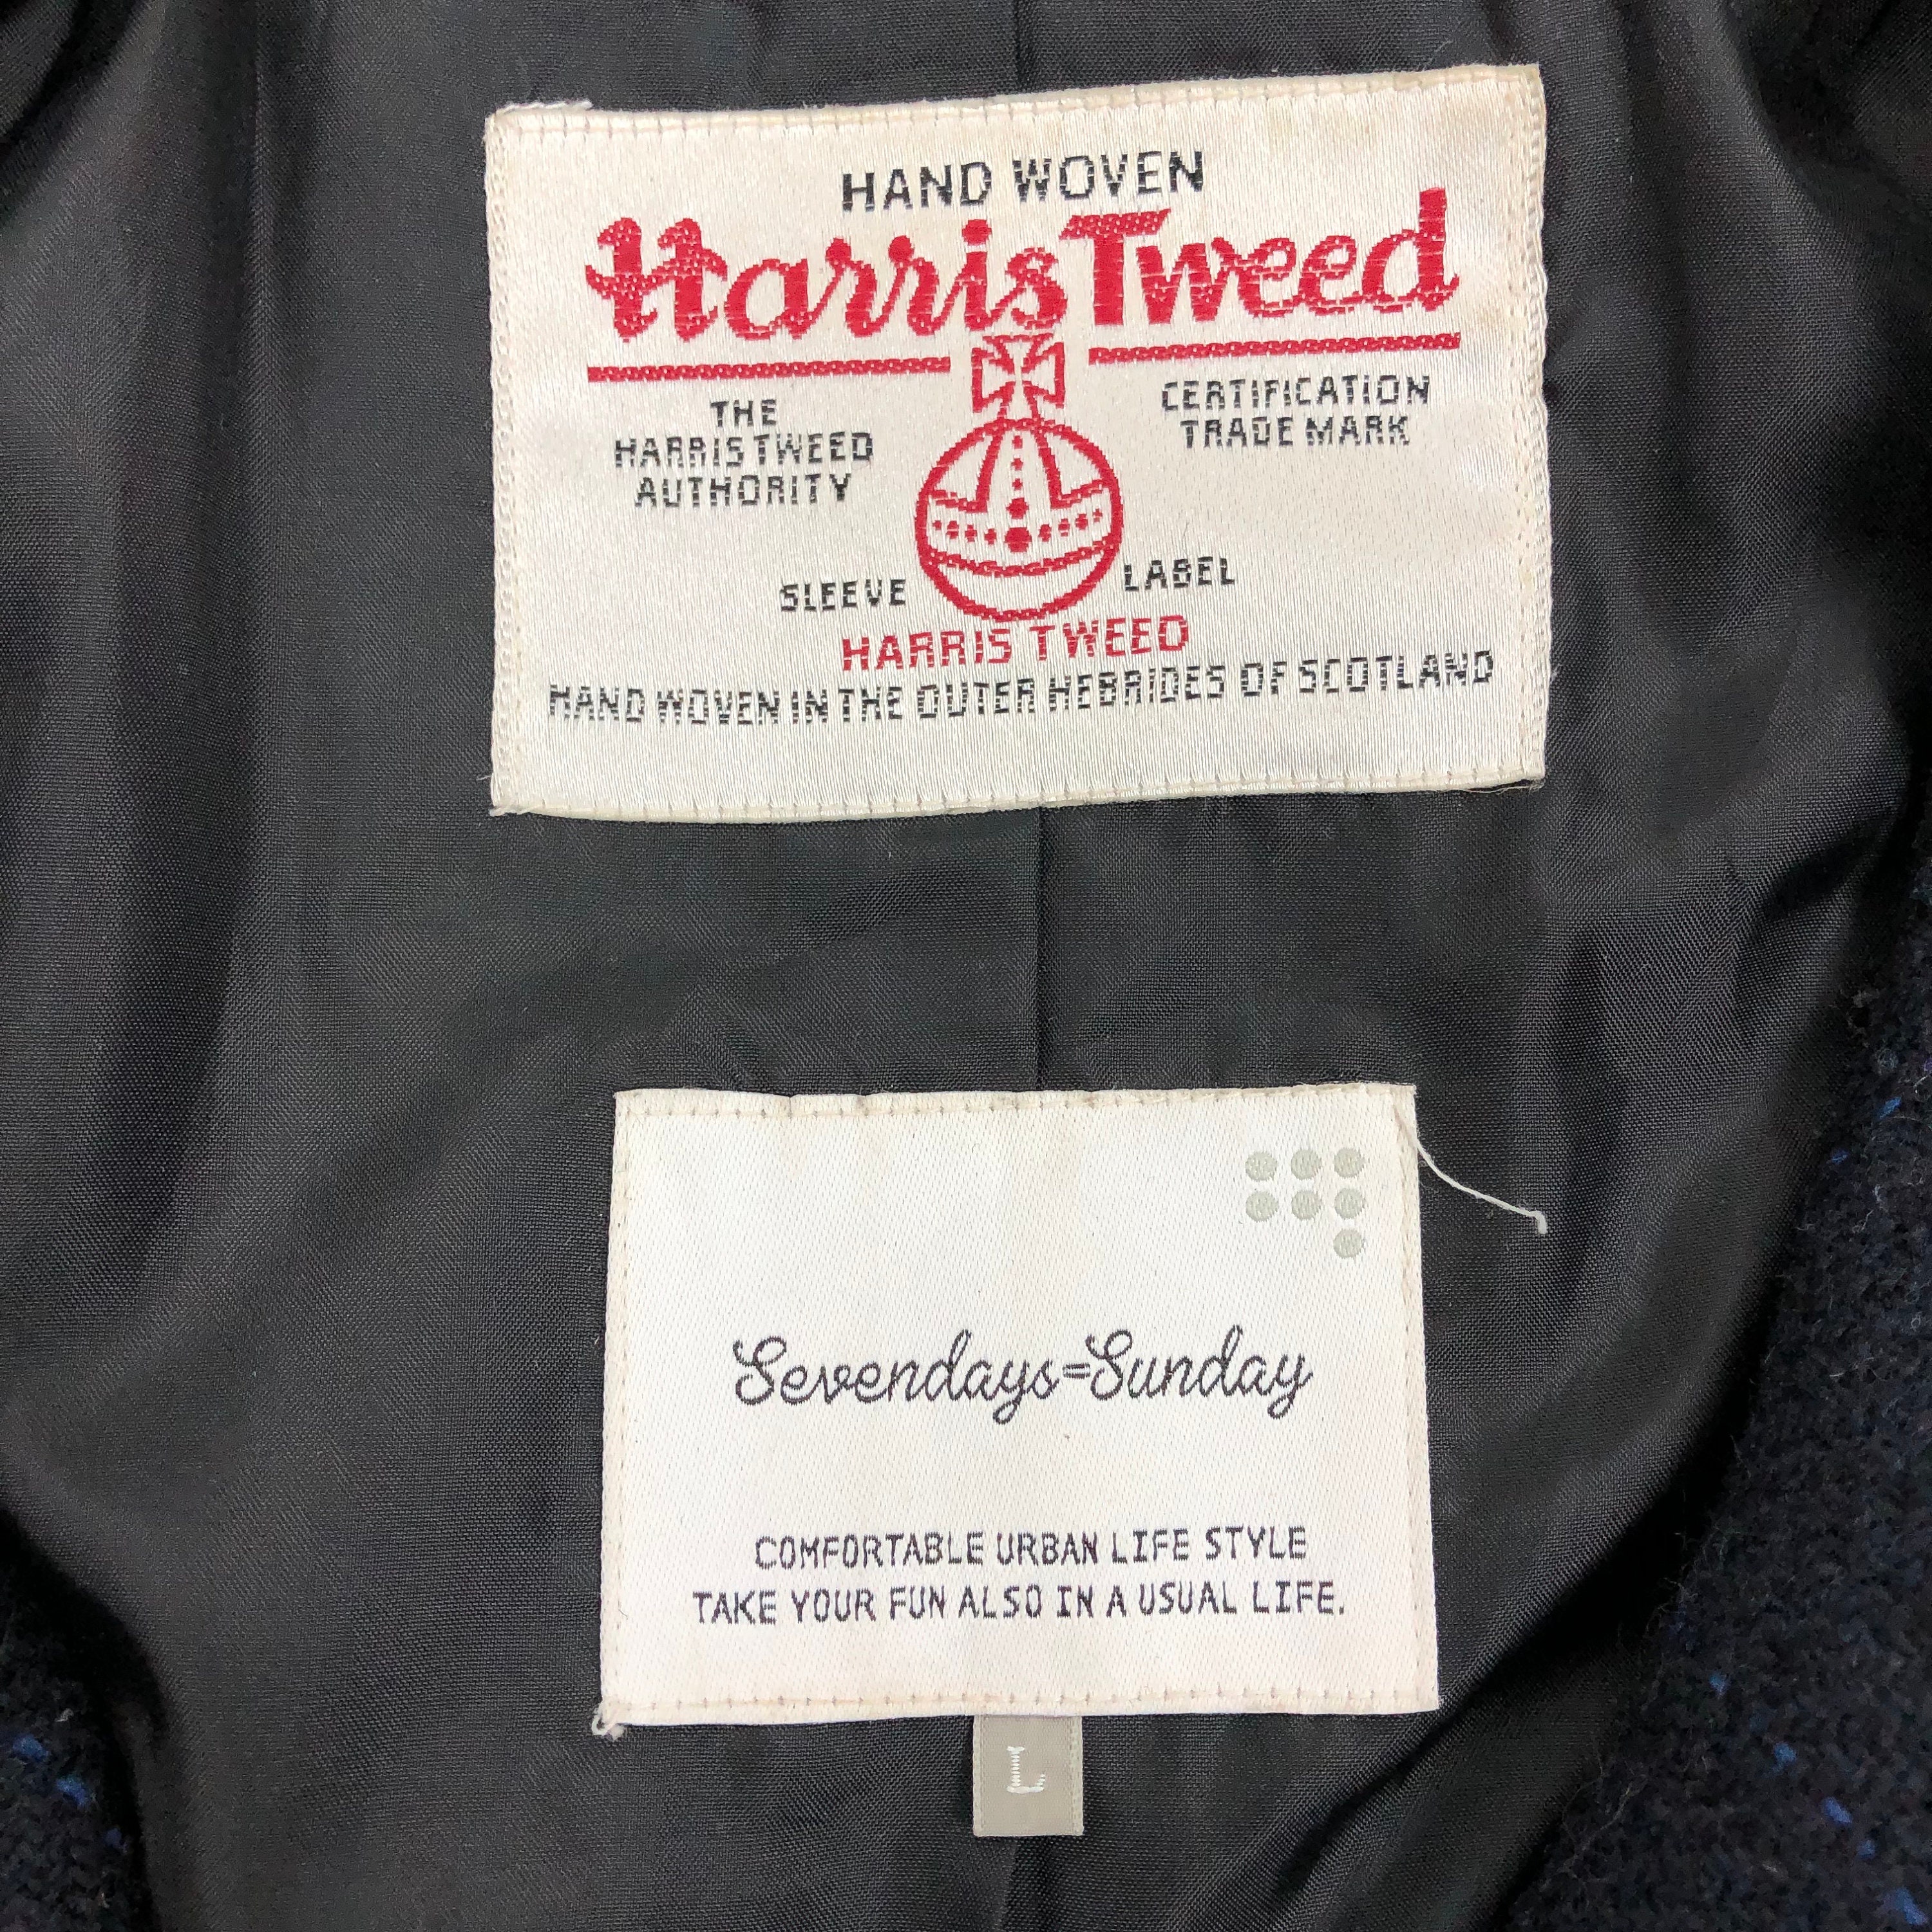 HAND WOVEN
Harris Tweed
THE
HARRIS TWEED
AUTHORITY
CERTIFICATION
TRADE MARK
SLEEVE LABEL
HARRIS TWEED
HAND WOVEN IN THE OUTER HEBRIDES OF SCOTLAND
Sevendays=Sunday
COMFORTABLE URBAN LIFE STYLE
TAKE YOUR FUN ALSO IN A USUAL LIFE.
L